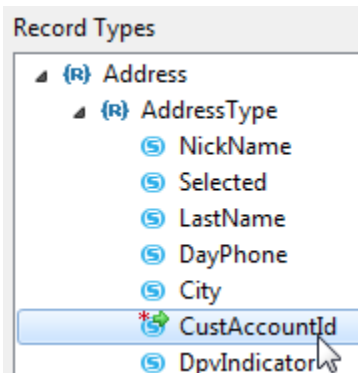 Record Types
{R} Address
{R} AddressType
S NickName
S Selected
S LastName
S DayPhone
S City
* S CustAccountId
S DpvIndicator